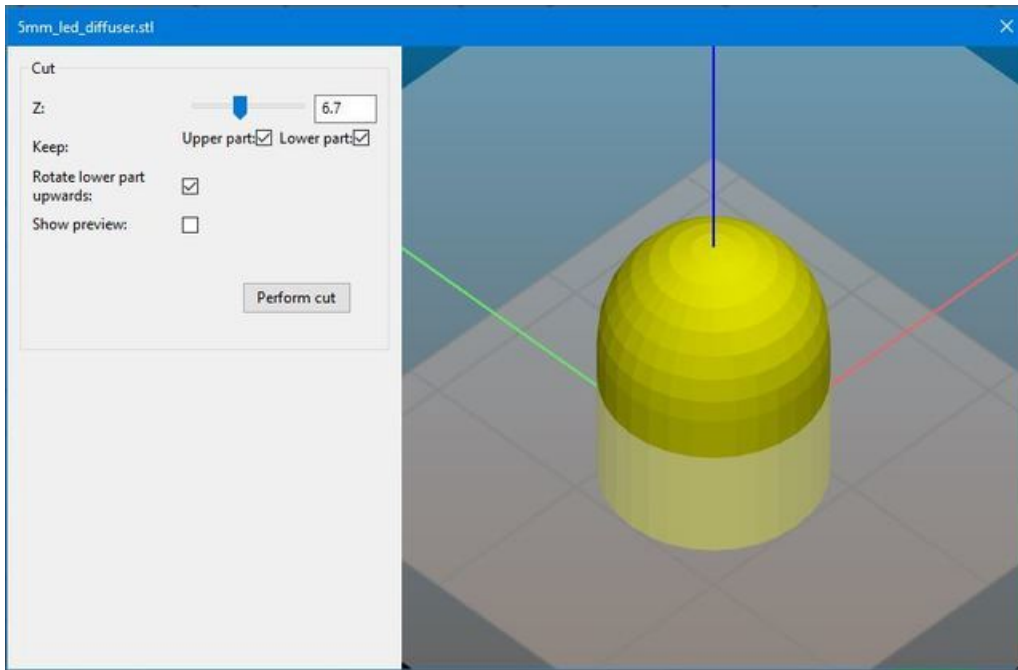 5mm_led_diffuser.stl
Cut
Z: 6.7
Keep: Upper part: Lower part:
Rotate lower part
upwards:
Show preview:
Perform cut